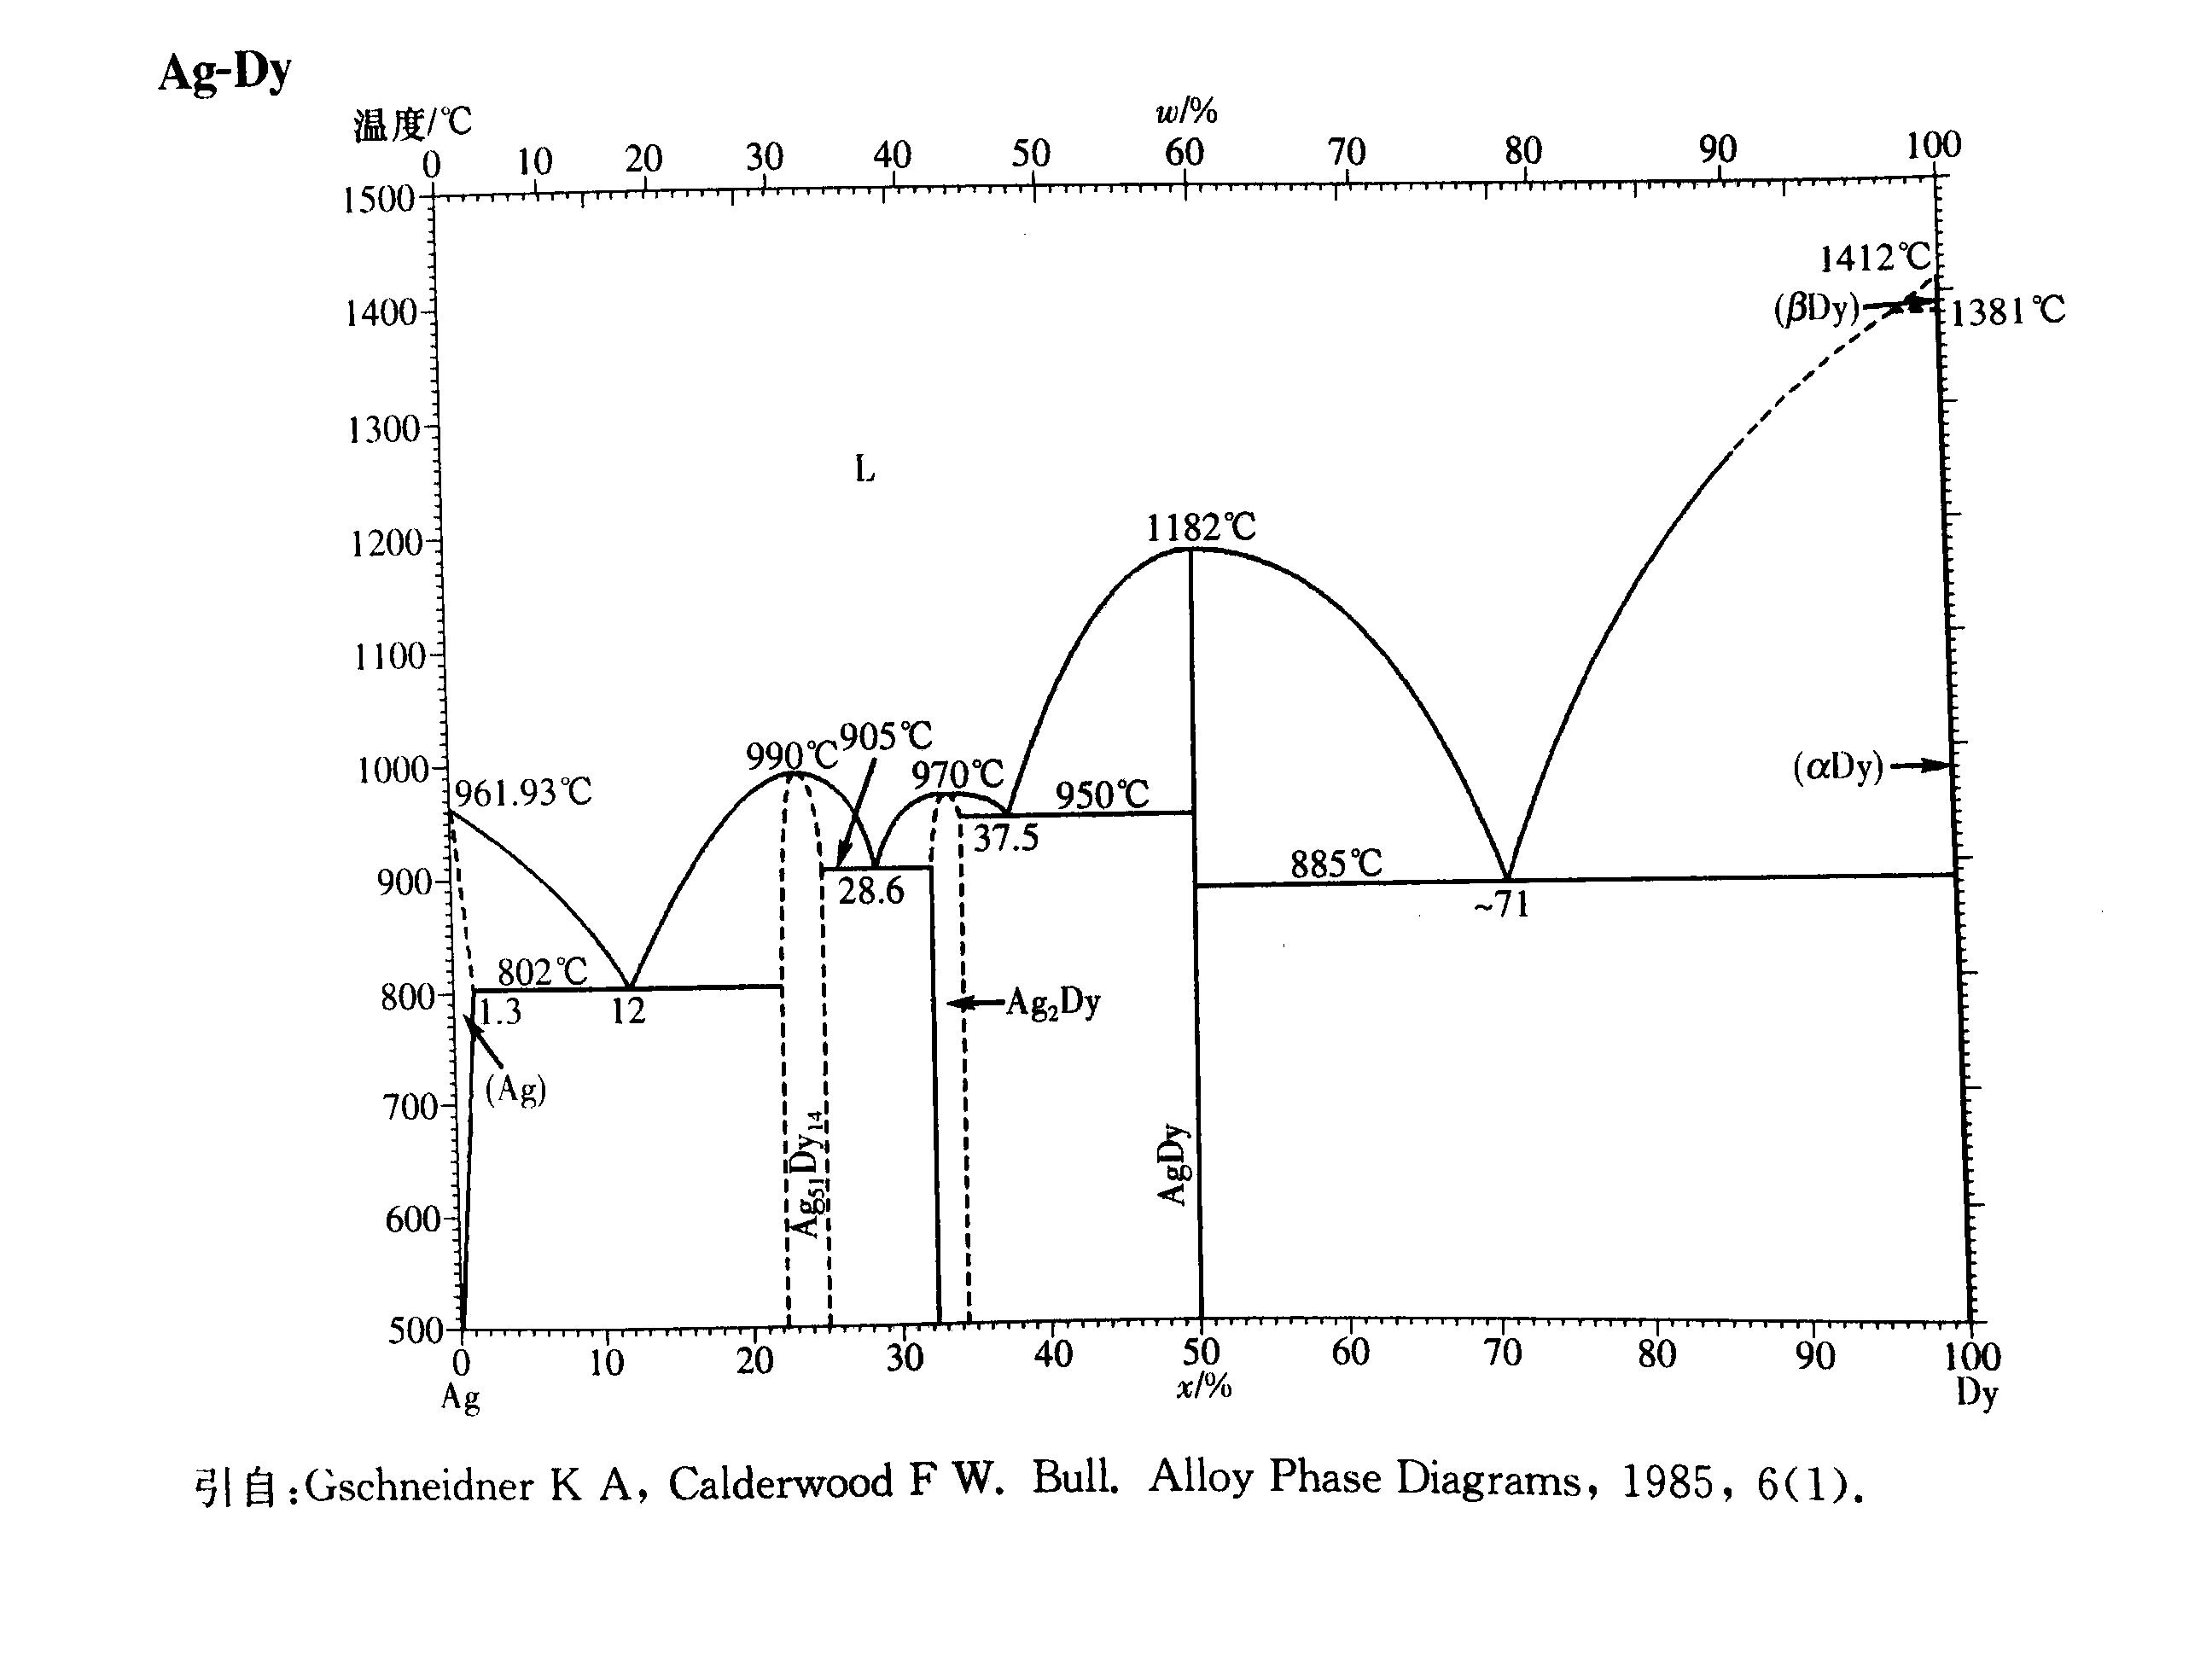 Ag-Dy
温度/℃
w/%
0 10 20 30 40 50 60 70 80 90 100
1500
1412℃
1400
(βDy)
1381℃
1300
L
1200
1182℃
1100
1000
990℃
905℃
970℃
961.93℃
950℃
(αDy)
37.5
900
28.6
885℃
~71
800
802℃
1.3
12
Ag₂Dy
(Ag)
700
Ag₅₁Dy₁₄
AgDy
600
500
0 10 20 30 40 50 60 70 80 90 100
Ag
x/%
Dy
引自:Gschneidner K A, Calderwood F W. Bull. Alloy Phase Diagrams, 1985, 6(1).